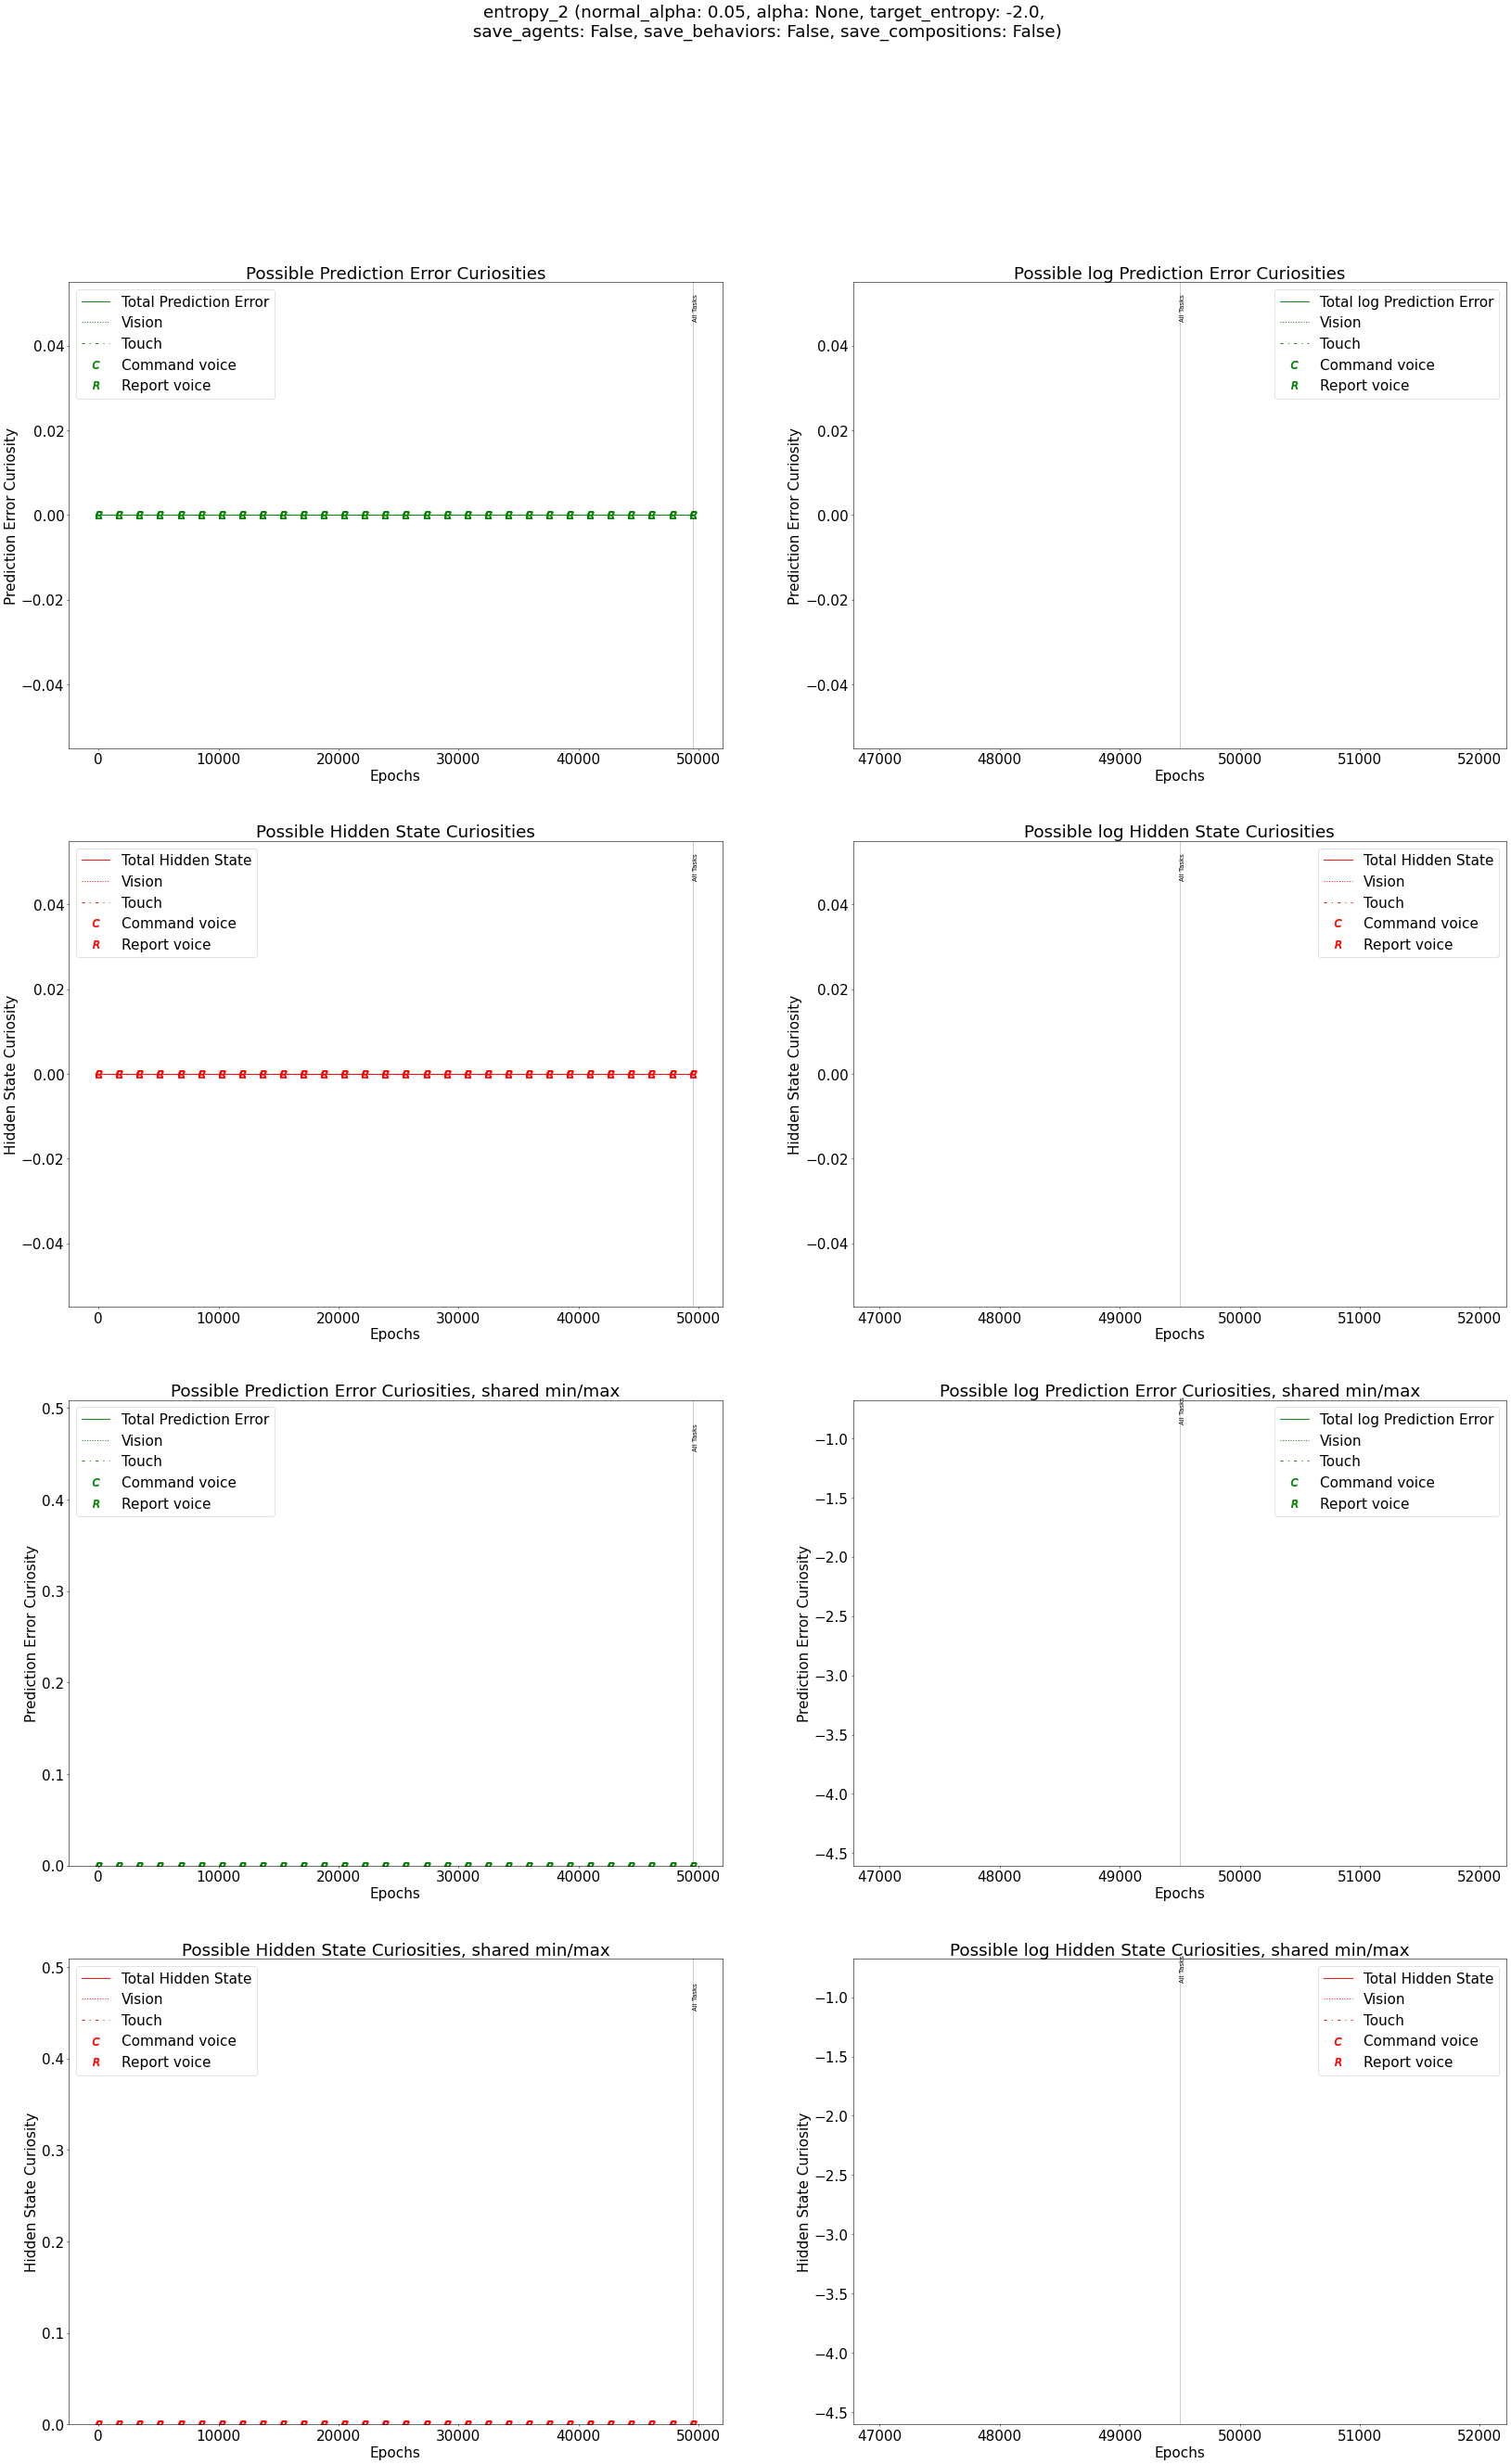 entropy_2 (normal_alpha: 0.05, alpha: None, target_entropy: -2.0,
save_agents: False, save_behaviors: False, save_compositions: False)
Possible Prediction Error Curiosities
Total Prediction Error
Vision
Touch
C Command voice
R Report voice
All Tasks
Prediction Error Curiosity
0.04
0.02
0.00
−0.02
−0.04
0 10000 20000 30000 40000 50000
Epochs
Possible log Prediction Error Curiosities
Total log Prediction Error
Vision
Touch
C Command voice
R Report voice
All Tasks
Prediction Error Curiosity
0.04
0.02
0.00
−0.02
−0.04
47000 48000 49000 50000 51000 52000
Epochs
Possible Hidden State Curiosities
Total Hidden State
Vision
Touch
C Command voice
R Report voice
All Tasks
Hidden State Curiosity
0.04
0.02
0.00
−0.02
−0.04
0 10000 20000 30000 40000 50000
Epochs
Possible log Hidden State Curiosities
Total Hidden State
Vision
Touch
C Command voice
R Report voice
All Tasks
Hidden State Curiosity
0.04
0.02
0.00
−0.02
−0.04
47000 48000 49000 50000 51000 52000
Epochs
Possible Prediction Error Curiosities, shared min/max
Total Prediction Error
Vision
Touch
C Command voice
R Report voice
All Tasks
Prediction Error Curiosity
0.5
0.4
0.3
0.2
0.1
0.0
0 10000 20000 30000 40000 50000
Epochs
Possible log Prediction Error Curiosities, shared min/max
Total log Prediction Error
Vision
Touch
C Command voice
R Report voice
All Tasks
Prediction Error Curiosity
−1.0
−1.5
−2.0
−2.5
−3.0
−3.5
−4.0
−4.5
47000 48000 49000 50000 51000 52000
Epochs
Possible Hidden State Curiosities, shared min/max
Total Hidden State
Vision
Touch
C Command voice
R Report voice
All Tasks
Hidden State Curiosity
0.5
0.4
0.3
0.2
0.1
0.0
0 10000 20000 30000 40000 50000
Epochs
Possible log Hidden State Curiosities, shared min/max
Total Hidden State
Vision
Touch
C Command voice
R Report voice
All Tasks
Hidden State Curiosity
−1.0
−1.5
−2.0
−2.5
−3.0
−3.5
−4.0
−4.5
47000 48000 49000 50000 51000 52000
Epochs